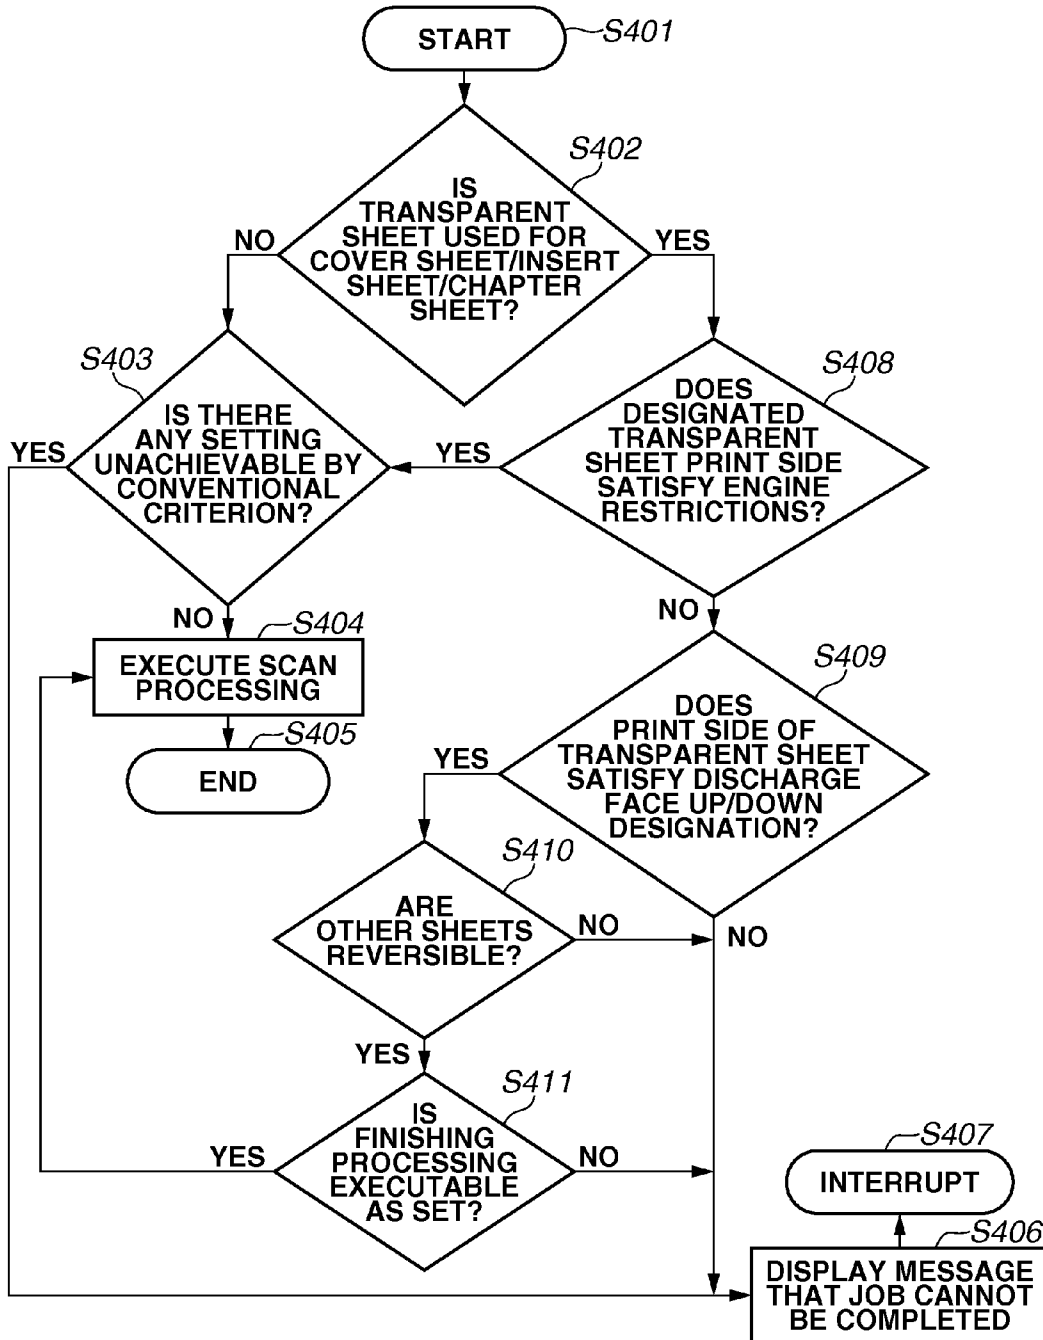 START
S401
S402
IS
TRANSPARENT
SHEET USED FOR
COVER SHEET/INSERT
SHEET/CHAPTER
SHEET?
NO
YES
S403
IS THERE
ANY SETTING
UNACHIEVABLE BY
CONVENTIONAL
CRITERION?
YES
NO
S408
DOES
DESIGNATED
TRANSPARENT
SHEET PRINT SIDE
SATISFY ENGINE
RESTRICTIONS?
YES
NO
S404
EXECUTE SCAN
PROCESSING
S405
END
S409
DOES
PRINT SIDE OF
TRANSPARENT SHEET
SATISFY DISCHARGE
FACE UP/DOWN
DESIGNATION?
YES
NO
S410
ARE
OTHER SHEETS
REVERSIBLE?
NO
YES
S411
IS
FINISHING
PROCESSING
EXECUTABLE
AS SET?
YES
NO
S407
INTERRUPT
S406
DISPLAY MESSAGE
THAT JOB CANNOT
BE COMPLETED